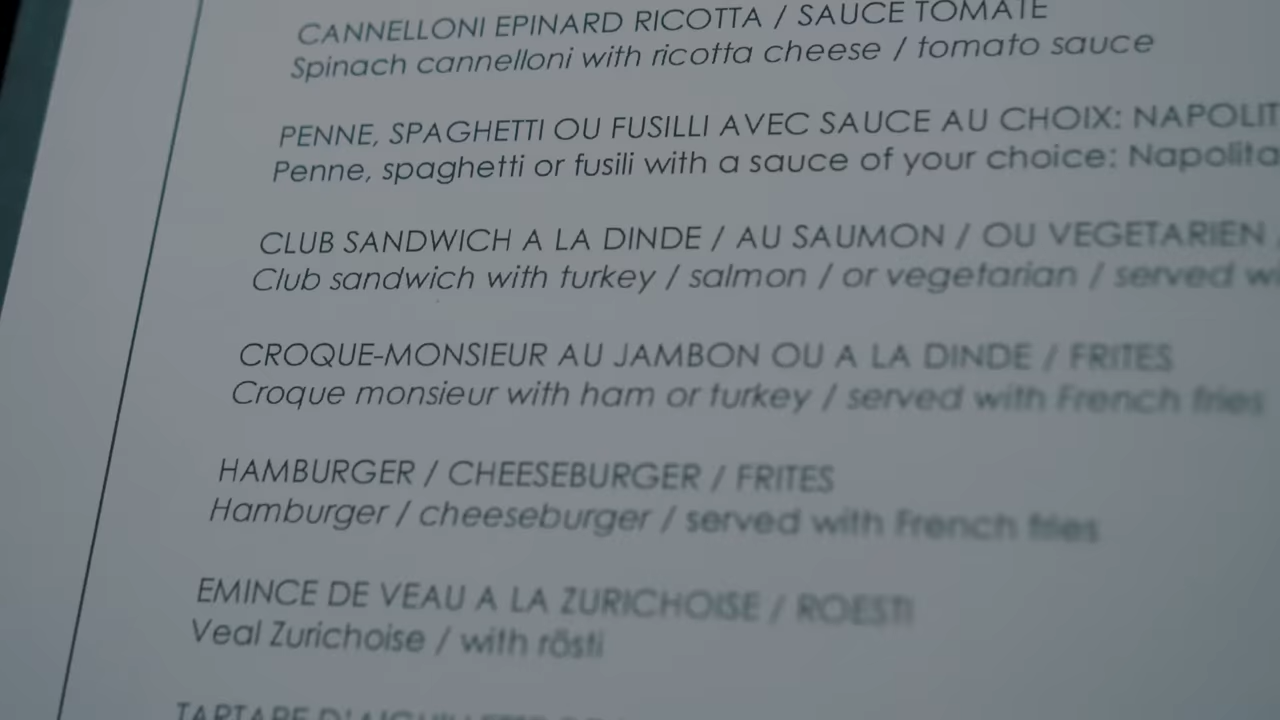 CANNELLONI EPINARD RICOTTA / SAUCE TOMATE
Spinach cannelloni with ricotta cheese / tomato sauce
PENNE, SPAGHETTI OU FUSILLI AVEC SAUCE AU CHOIX: NAPOLIT
Penne, spaghetti or fusili with a sauce of your choice: Napolita
CLUB SANDWICH A LA DINDE / AU SAUMON / OU VEGETARIEN
Club sandwich with turkey / salmon / or vegetarian / served w
CROQUE-MONSIEUR AU JAMBON OU A LA DINDE / FRITES
Croque monsieur with ham or turkey / served with French fries
HAMBURGER / CHEESEBURGER / FRITES
Hamburger / cheeseburger / served with French fries
EMINCE DE VEAU A LA ZURICHOISE / ROESTI
Veal Zurichoise / with rösti
TARTARE